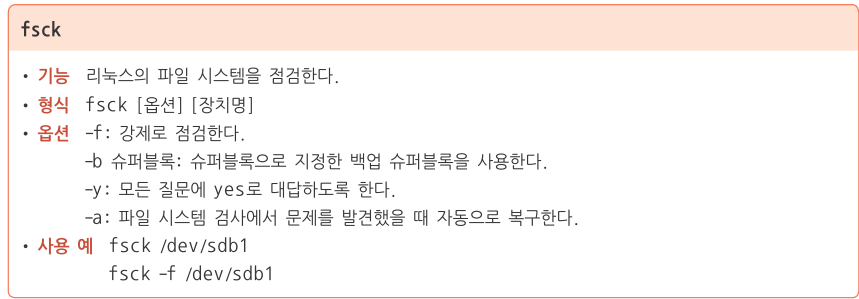 fsck
• 기능 리눅스의 파일 시스템을 점검한다.
• 형식 fsck [옵션] [장치명]
• 옵션 -f: 강제로 점검한다.
-b 슈퍼블록: 슈퍼블록으로 지정한 백업 슈퍼블록을 사용한다.
-y: 모든 질문에 yes로 대답하도록 한다.
-a: 파일 시스템 검사에서 문제를 발견했을 때 자동으로 복구한다.
• 사용 예 fsck /dev/sdb1
fsck -f /dev/sdb1